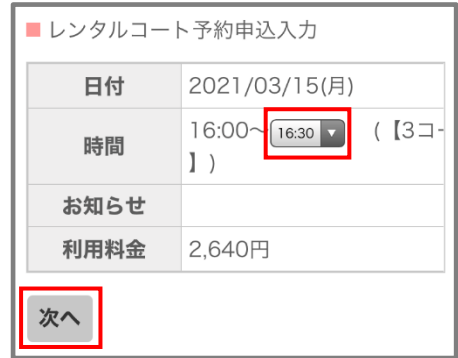 ■ レンタルコート予約申込入力
日付 2021/03/15(月)
時間 16:00～ 16:30 ▼ (【3コ-
】)
お知らせ
利用料金 2,640円
次へ